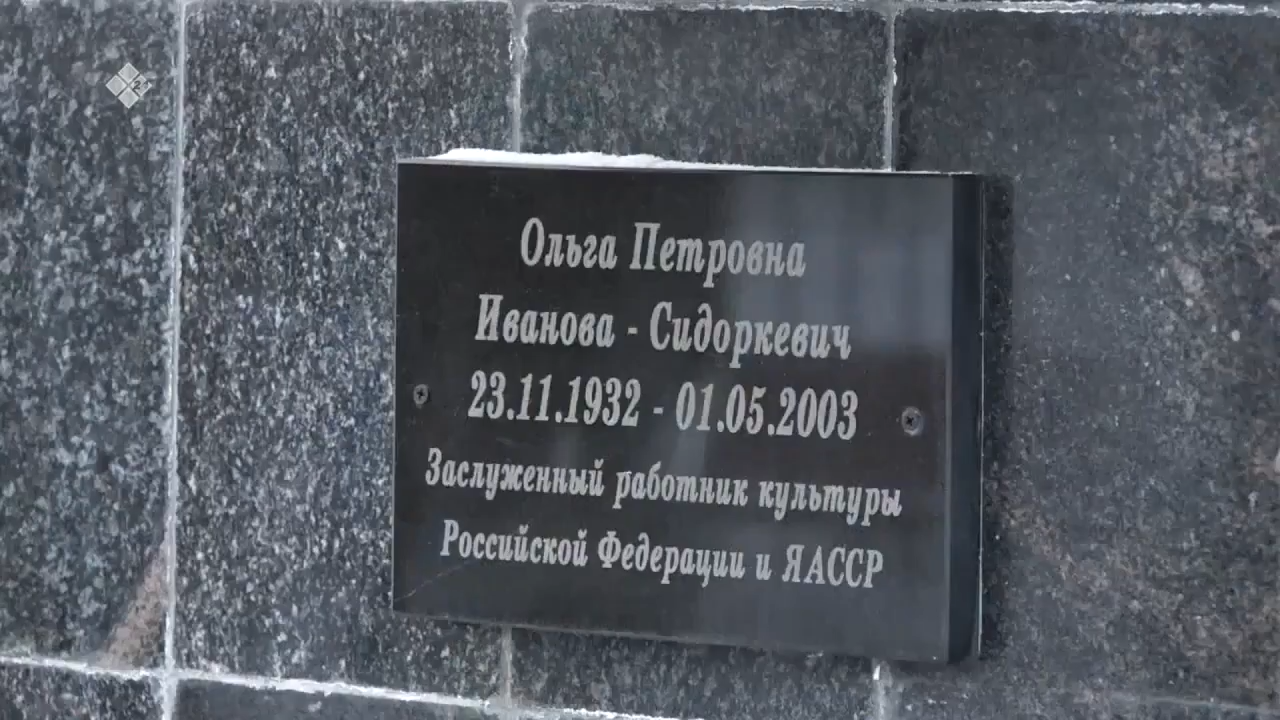 Ольга Петровна
Иванова - Сидоркевич
23.11.1932 - 01.05.2003
Заслуженный работник культуры
Российской Федерации и ЯАССР